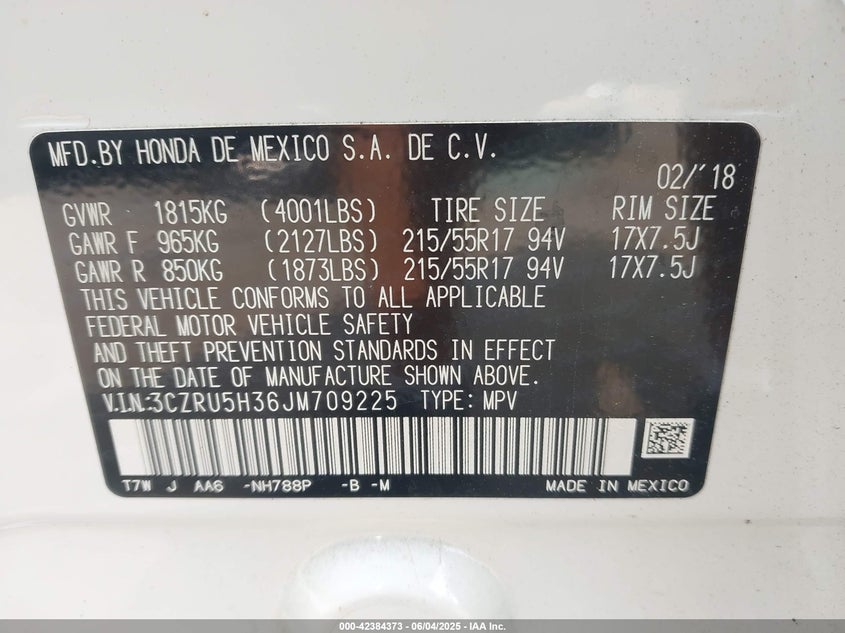 MFD.BY HONDA DE MEXICO S.A. DE C.V.
02/'18
GVWR 1815KG (4001LBS) TIRE SIZE RIM SIZE
GAWR F 965KG (2127LBS) 215/55R17 94V 17X7.5J
GAWR R 850KG (1873LBS) 215/55R17 94V 17X7.5J
THIS VEHICLE CONFORMS TO ALL APPLICABLE
FEDERAL MOTOR VEHICLE SAFETY
AND THEFT PREVENTION STANDARDS IN EFFECT
ON THE DATE OF MANUFACTURE SHOWN ABOVE.
V.I.N:3CZRU5H36JM709225 TYPE: MPV
T7W J AA6 -NH788P -B -M MADE IN MEXICO
000-42384373 | 06/04/2025 - IAA Inc.